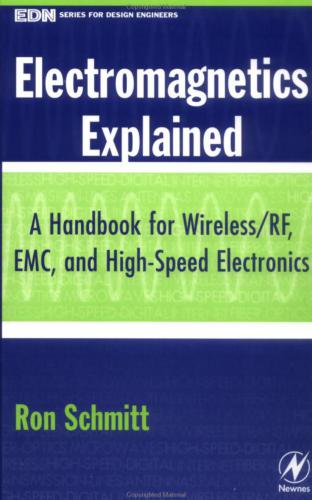 EDN SERIES FOR DESIGN ENGINEERS
Electromagnetics
Explained
A Handbook for Wireless/RF,
EMC, and High-Speed Electronics
Ron Schmitt
Newnes